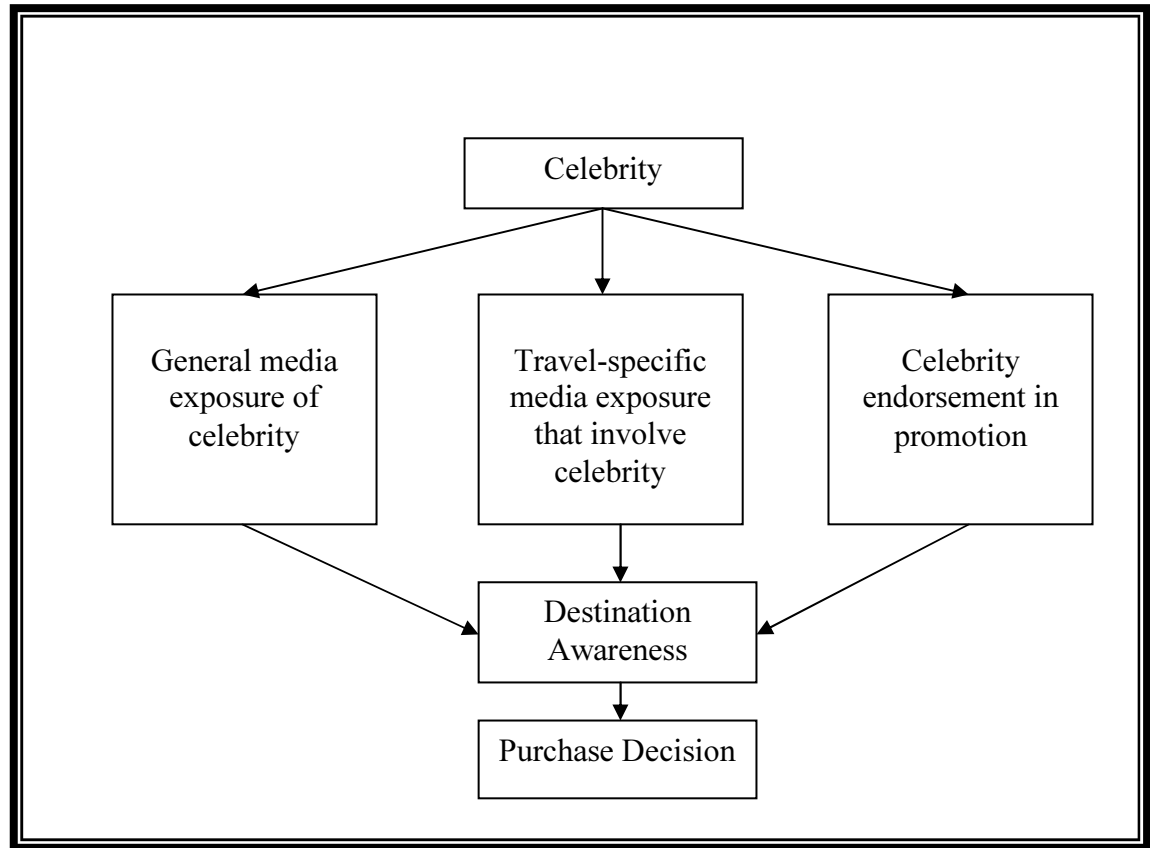 Celebrity
General media
exposure of
celebrity
Travel-specific
media exposure
that involve
celebrity
Celebrity
endorsement in
promotion
Destination
Awareness
Purchase Decision